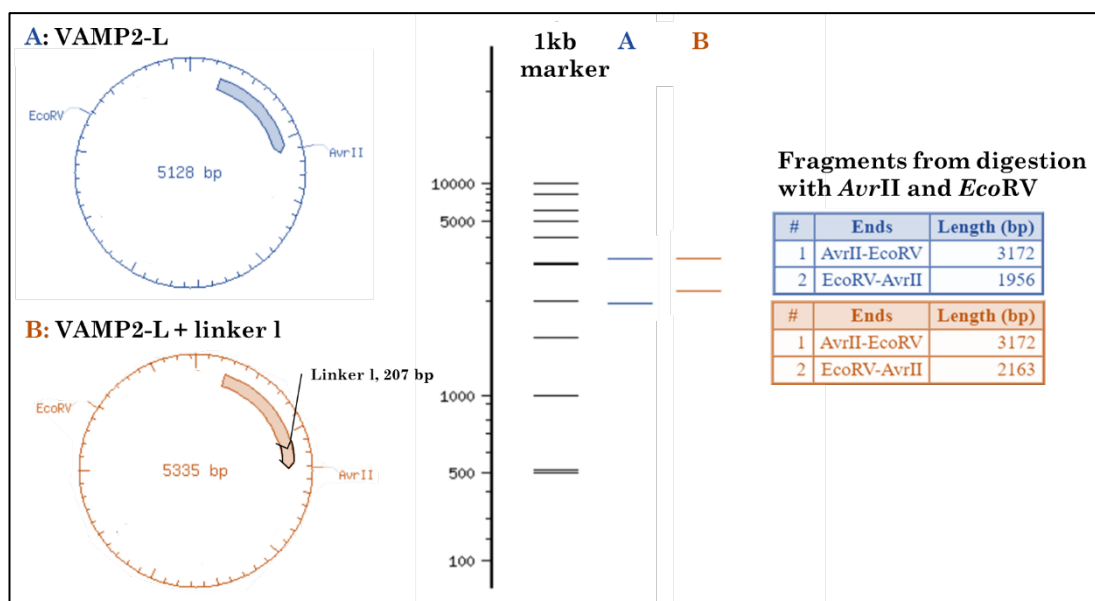 A: VAMP2-L
EcoRV
AvrII
5128 bp
B: VAMP2-L + linker l
Linker l, 207 bp
EcoRV
AvrII
5335 bp
1kb
marker
A
B
10000
5000
1000
500
100
Fragments from digestion
with AvrII and EcoRV
# Ends Length (bp)
1 AvrII-EcoRV 3172
2 EcoRV-AvrII 1956
# Ends Length (bp)
1 AvrII-EcoRV 3172
2 EcoRV-AvrII 2163